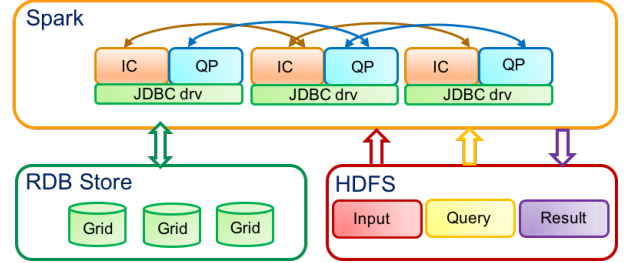 Spark
IC QP IC QP IC QP
JDBC drv JDBC drv JDBC drv
RDB Store
Grid Grid Grid
HDFS
Input Query Result